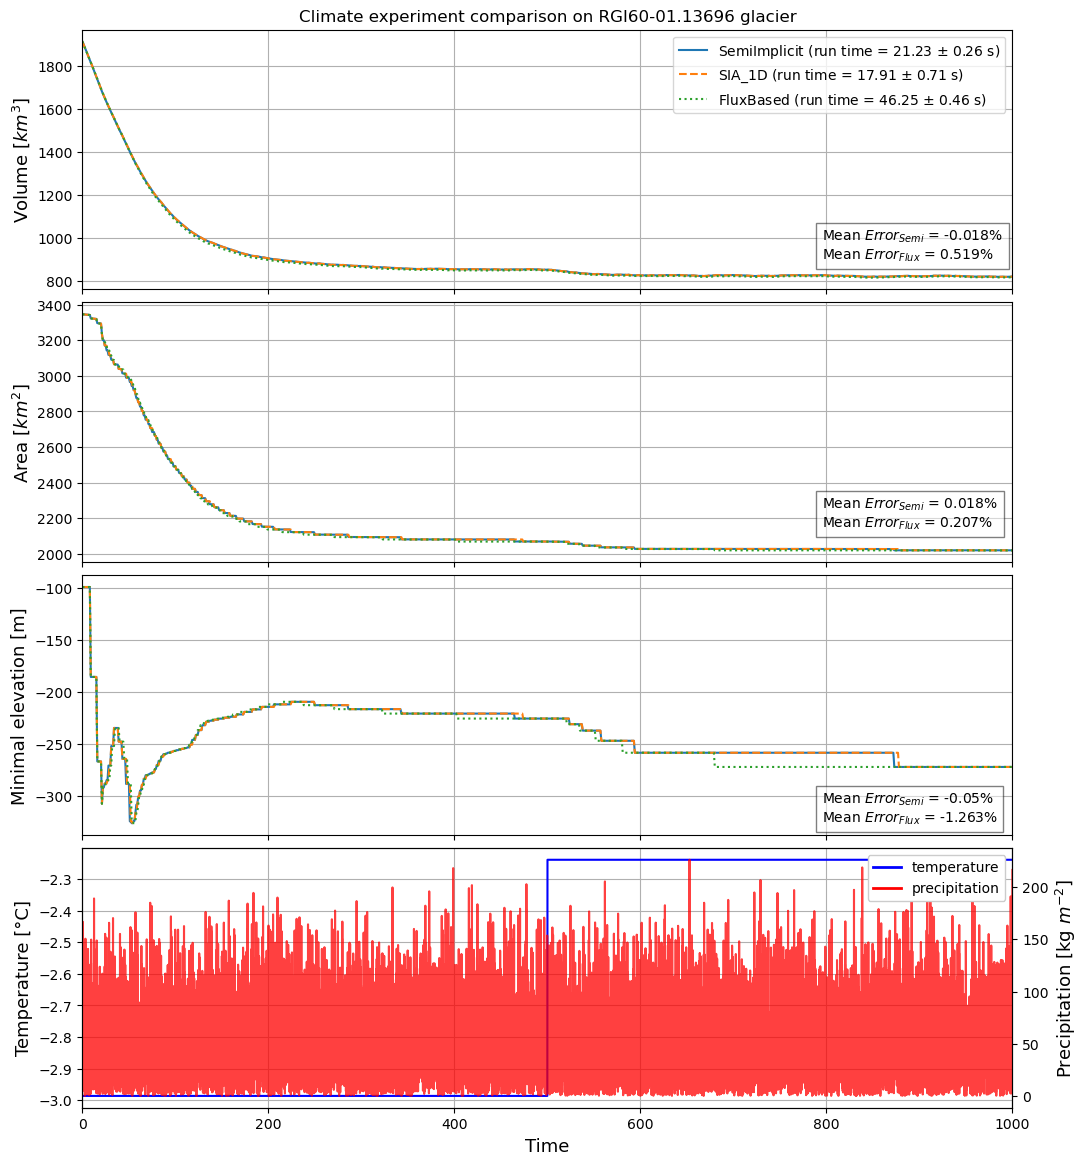 Climate experiment comparison on RGI60-01.13696 glacier
Volume [km³]
1800
1600
1400
1200
1000
800
SemiImplicit (run time = 21.23 ± 0.26 s)
SIA_1D (run time = 17.91 ± 0.71 s)
FluxBased (run time = 46.25 ± 0.46 s)
Mean Error_Semi = -0.018%
Mean Error_Flux = 0.519%
Area [km²]
3400
3200
3000
2800
2600
2400
2200
2000
Mean Error_Semi = 0.018%
Mean Error_Flux = 0.207%
Minimal elevation [m]
−100
−150
−200
−250
−300
Mean Error_Semi = -0.05%
Mean Error_Flux = -1.263%
Temperature [°C]
−2.3
−2.4
−2.5
−2.6
−2.7
−2.8
−2.9
−3.0
temperature
precipitation
200
150
100
50
0
Precipitation [kg m⁻²]
0 200 400 600 800 1000
Time